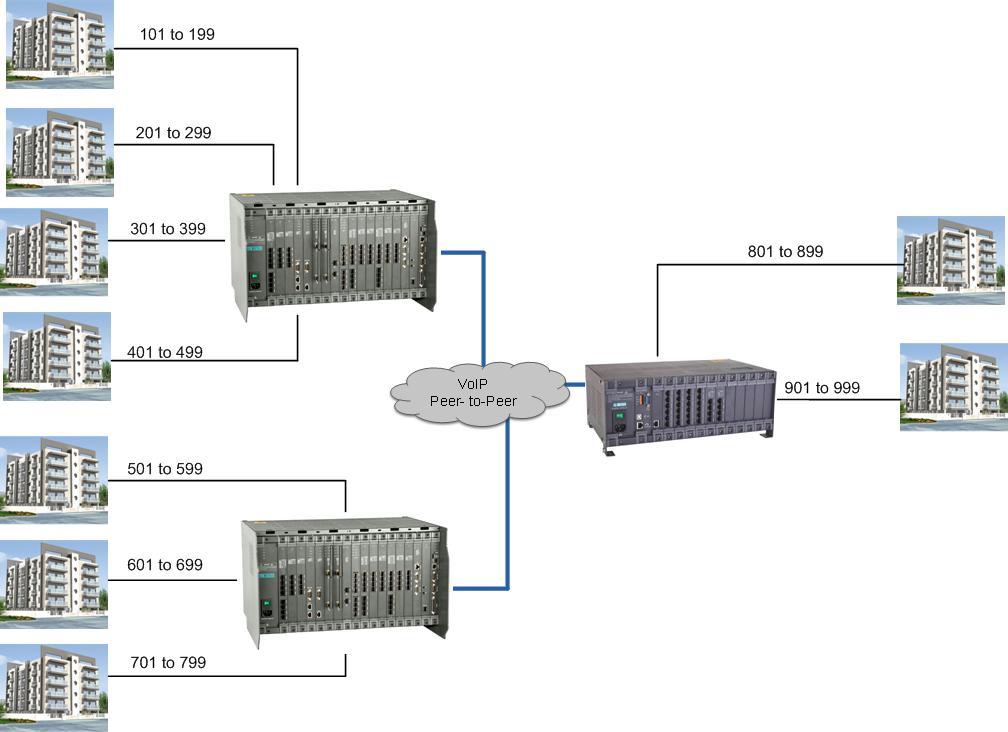 101 to 199
201 to 299
301 to 399
401 to 499
501 to 599
601 to 699
701 to 799
VoIP
Peer- to-Peer
801 to 899
901 to 999